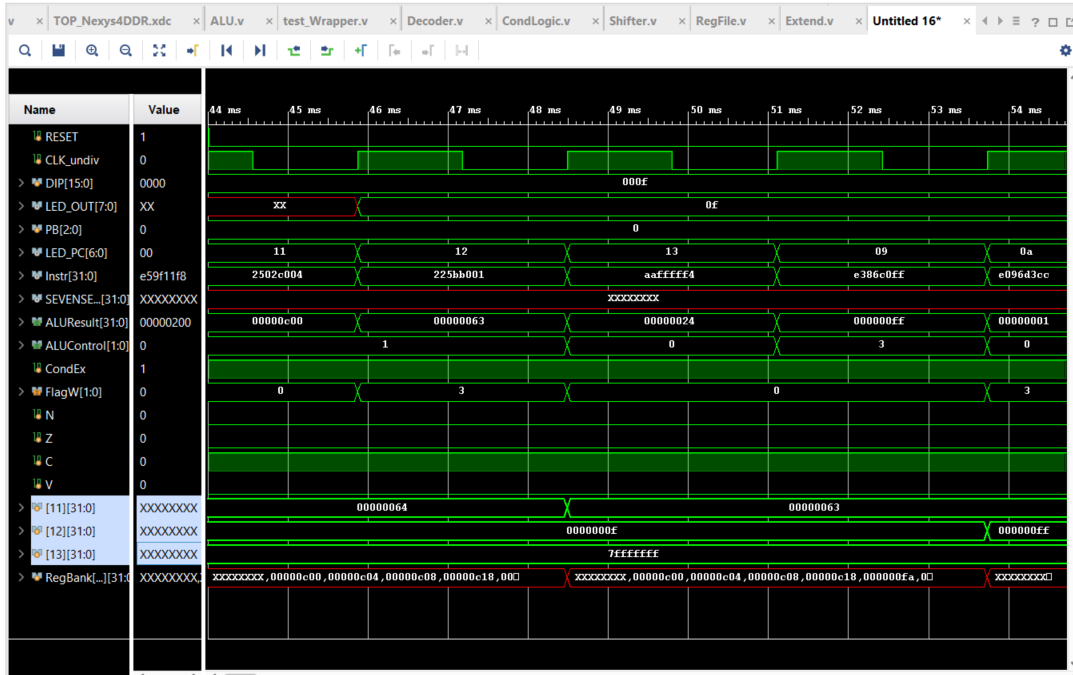 v × TOP_Nexys4DDR.xdc × ALU.v × test_Wrapper.v × Decoder.v × CondLogic.v × Shifter.v × RegFile.v × Extend.v × Untitled 16* ×
Name Value 44 ms 45 ms 46 ms 47 ms 48 ms 49 ms 50 ms 51 ms 52 ms 53 ms 54 ms
RESET 1
CLK_undiv 0
DIP[15:0] 0000 000f
LED_OUT[7:0] XX XX 0f
PB[2:0] 0 0
LED_PC[6:0] 00 11 12 13 09 0a
Instr[31:0] e59f11f8 2502c004 225bb001 aafffff4 e386c0ff e096d3cc
SEVENSE...[31:0] XXXXXXXX XXXXXXXX
ALUResult[31:0] 00000200 00000c00 00000063 00000024 000000ff 00000001
ALUControl[1:0] 0 1 0 3 0
CondEx 1
FlagW[1:0] 0 0 3 0 3
N 0
Z 0
C 0
V 0
[11][31:0] XXXXXXXX 00000064 00000063
[12][31:0] XXXXXXXX 0000000f 000000ff
[13][31:0] XXXXXXXX 7fffffff
RegBank[...][31:0 XXXXXXXX, XXXXXXXX,00000c00,00000c04,00000c08,00000c18,00 XXXXXXXX,00000c00,00000c04,00000c08,00000c18,000000fa,0 XXXXXXXX